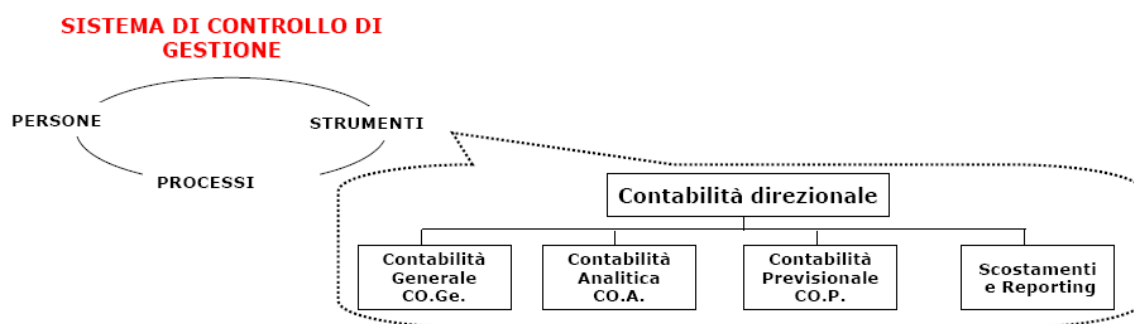 SISTEMA DI CONTROLLO DI
GESTIONE
PERSONE
STRUMENTI
PROCESSI
Contabilità direzionale
Contabilità
Generale
CO.Ge.
Contabilità
Analitica
CO.A.
Contabilità
Previsionale
CO.P.
Scostamenti
e Reporting